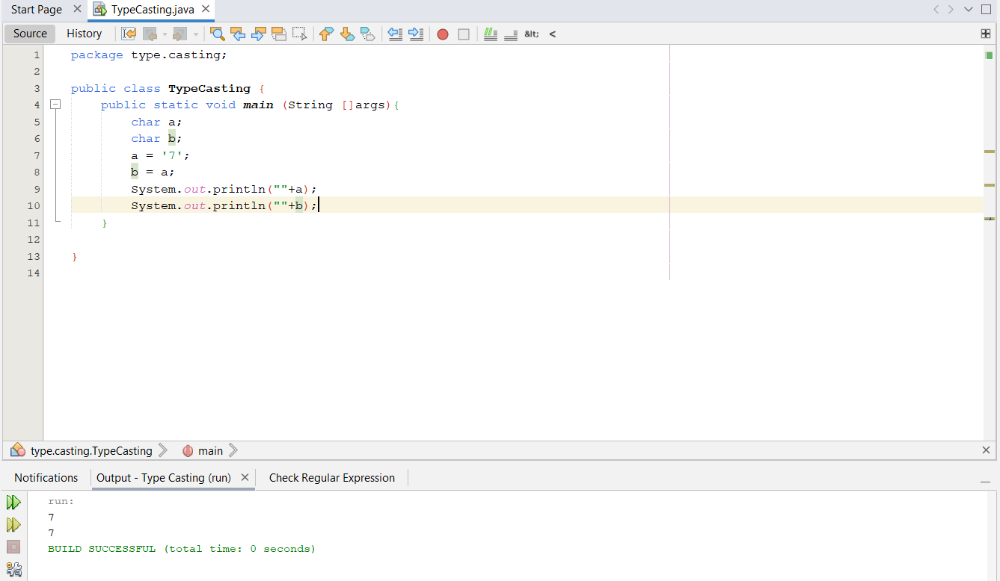 Start Page
TypeCasting.java
Source History &lt; <
1 package type.casting;
2
3 public class TypeCasting {
4 public static void main (String []args){
5 char a;
6 char b;
7 a = '7';
8 b = a;
9 System.out.println(""+a);
10 System.out.println(""+b);
11 }
12
13 }
14
type.casting.TypeCasting main
Notifications Output - Type Casting (run) Check Regular Expression
run:
7
7
BUILD SUCCESSFUL (total time: 0 seconds)